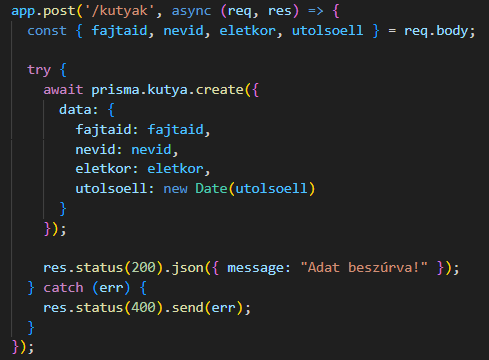 app.post('/kutyak', async (req, res) => {
  const { fajtaid, nevid, eletkor, utolsoell } = req.body;

  try {
    await prisma.kutya.create({
      data: {
        fajtaid: fajtaid,
        nevid: nevid,
        eletkor: eletkor,
        utolsoell: new Date(utolsoell)
      }
    });

    res.status(200).json({ message: "Adat beszúrva!" });
  } catch (err) {
    res.status(400).send(err);
  }
});